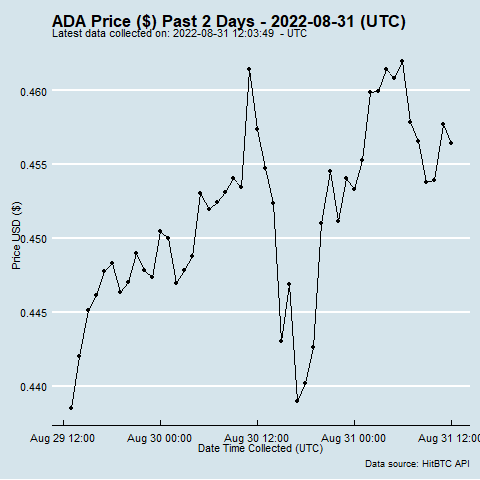 ADA Price ($) Past 2 Days - 2022-08-31 (UTC)
Latest data collected on: 2022-08-31 12:03:49  - UTC
0.460
0.455
0.450
0.445
0.440
Price USD ($)
Aug 29 12:00 Aug 30 00:00 Aug 30 12:00 Aug 31 00:00 Aug 31 12:00
Date Time Collected (UTC)
Data source: HitBTC API